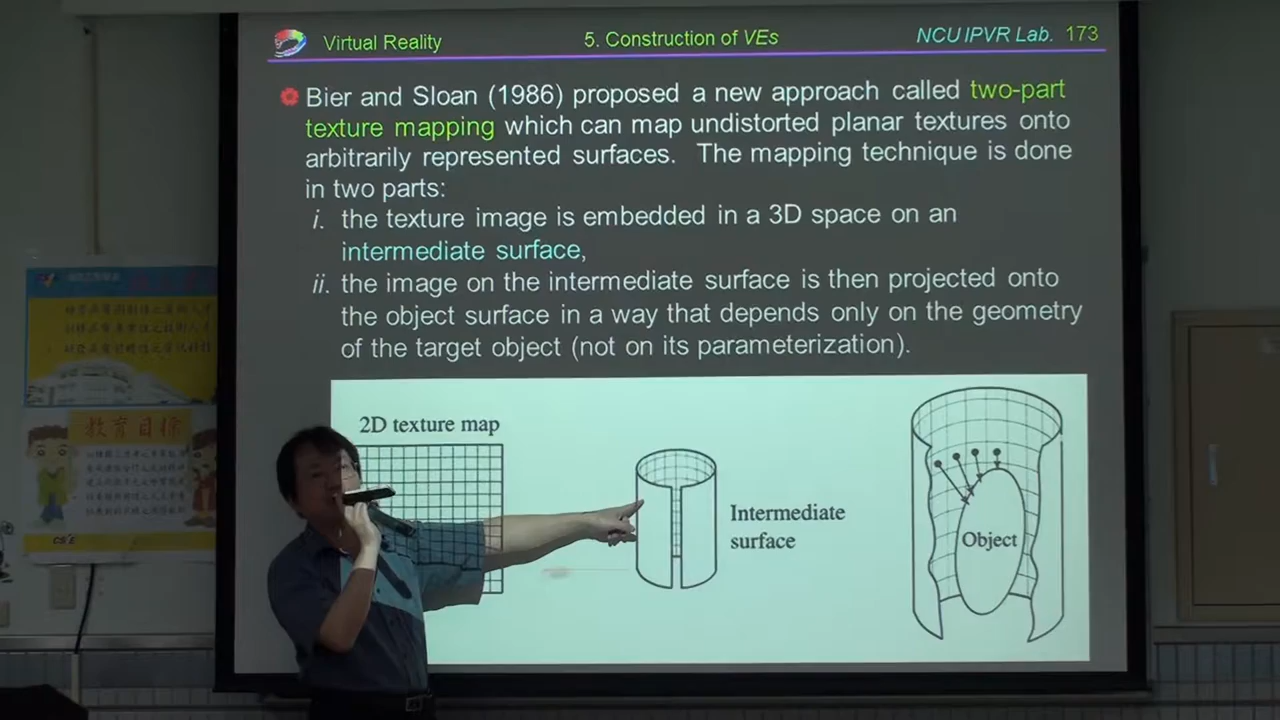 Virtual Reality
5. Construction of VEs
NCU IPVR Lab. 173
Bier and Sloan (1986) proposed a new approach called two-part
texture mapping which can map undistorted planar textures onto
arbitrarily represented surfaces. The mapping technique is done
in two parts:
i. the texture image is embedded in a 3D space on an
intermediate surface,
ii. the image on the intermediate surface is then projected onto
the object surface in a way that depends only on the geometry
of the target object (not on its parameterization).
2D texture map
Intermediate
surface
Object
教育目標